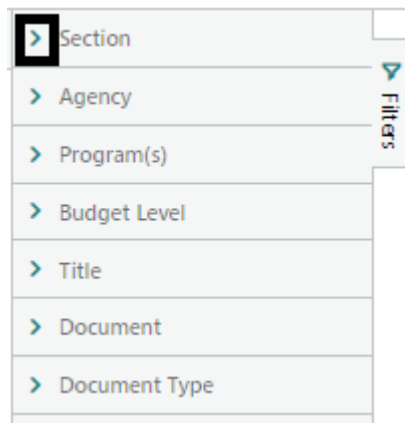 Section
Agency
Program(s)
Budget Level
Title
Document
Document Type
Filters